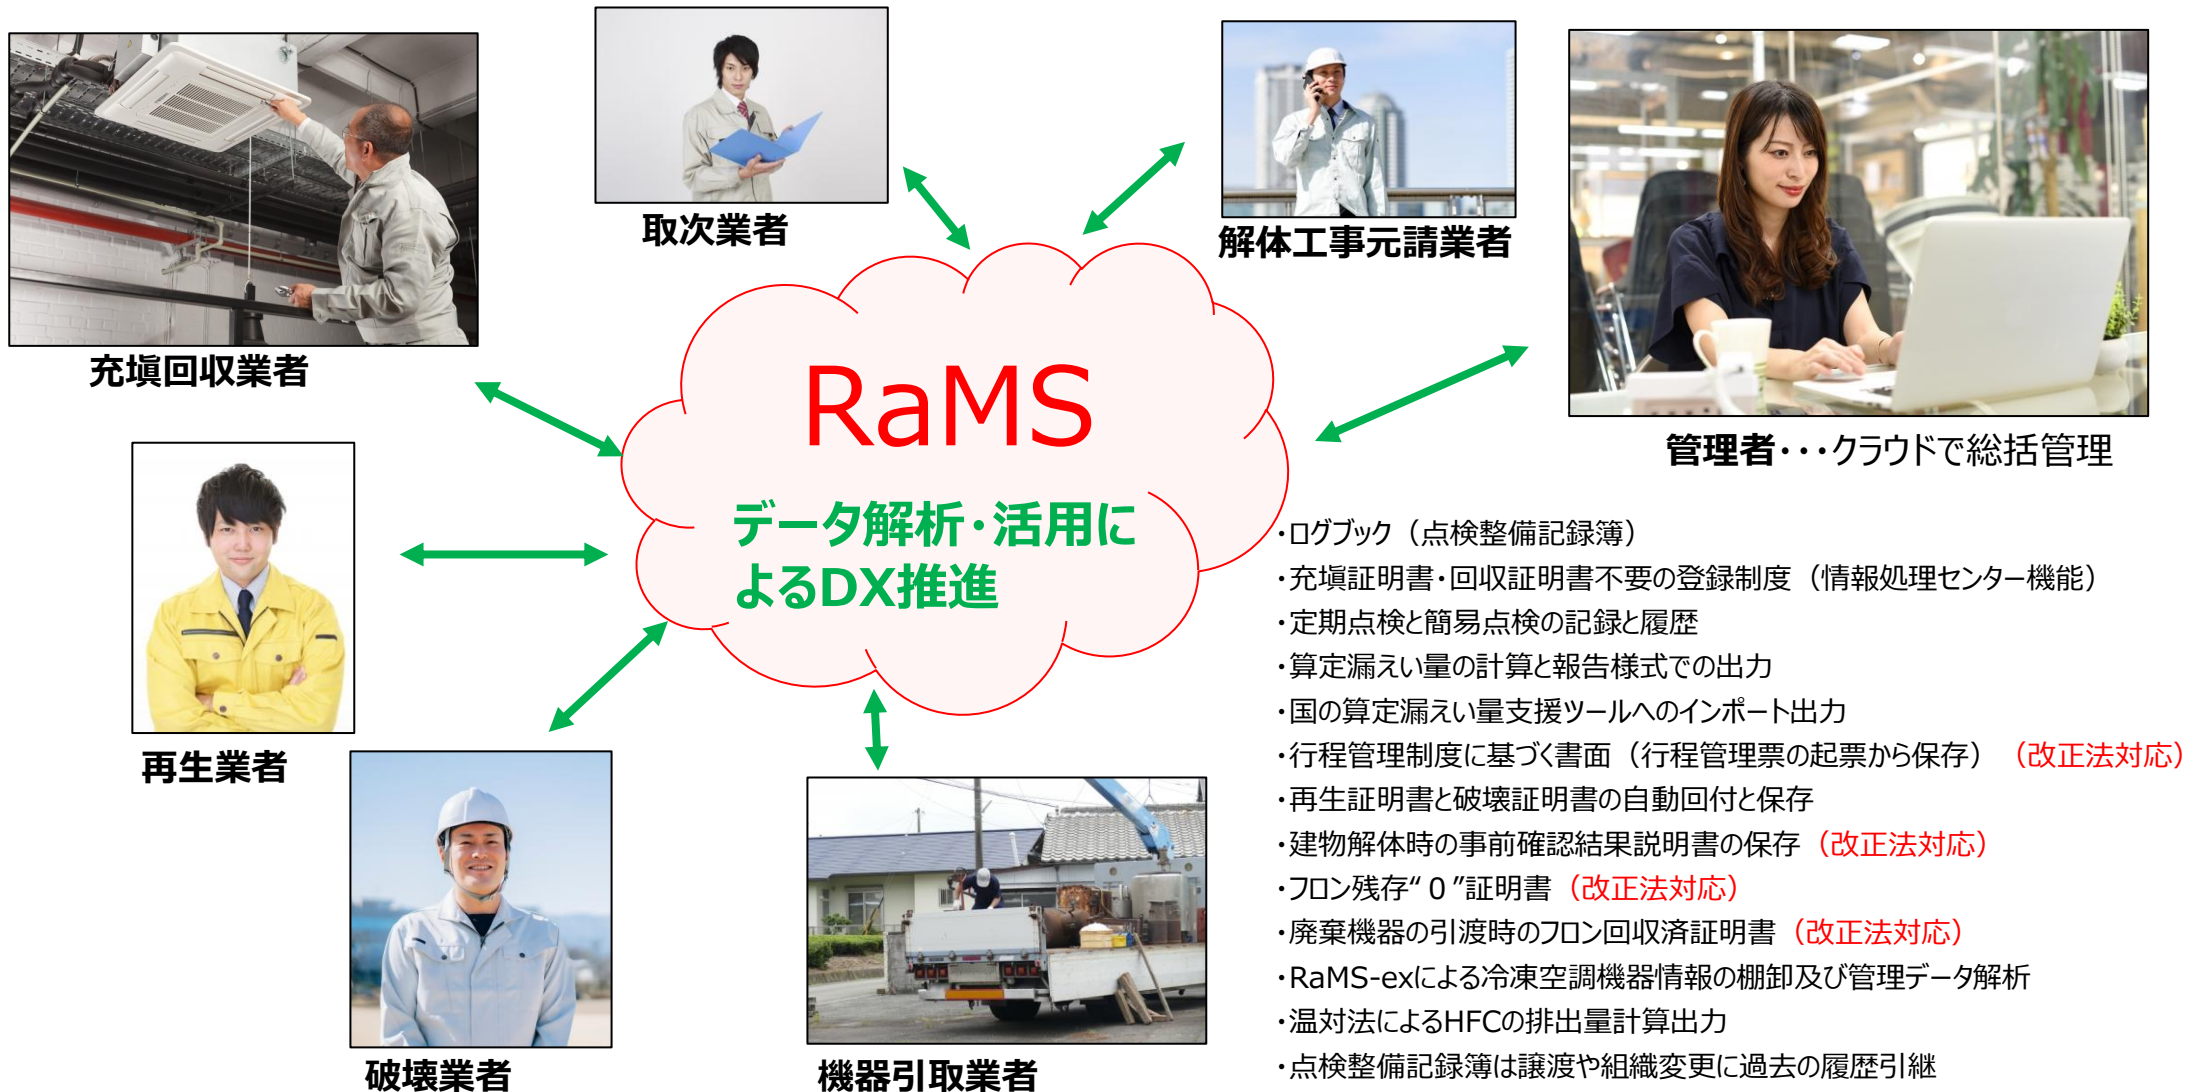 取次業者
解体工事元請業者
充塡回収業者
RaMS
データ解析・活用に
よるDX推進
管理者・・・クラウドで総括管理
再生業者
破壊業者
機器引取業者
・ログブック（点検整備記録簿）
・充塡証明書・回収証明書不要の登録制度（情報処理センター機能）
・定期点検と簡易点検の記録と履歴
・算定漏えい量の計算と報告様式での出力
・国の算定漏えい量支援ツールへのインポート出力
・行程管理制度に基づく書面（行程管理票の起票から保存）（改正法対応）
・再生証明書と破壊証明書の自動回付と保存
・建物解体時の事前確認結果説明書の保存（改正法対応）
・フロン残存“０”証明書（改正法対応）
・廃棄機器の引渡時のフロン回収済証明書（改正法対応）
・RaMS-exによる冷凍空調機器情報の棚卸及び管理データ解析
・温対法によるHFCの排出量計算出力
・点検整備記録簿は譲渡や組織変更に過去の履歴引継